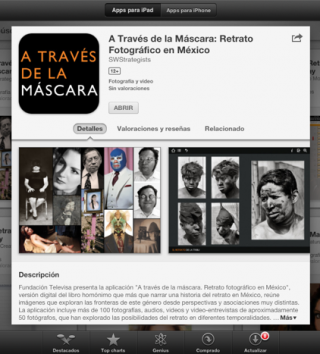 Apps para iPad
Apps para iPhone
A TRAVÉS
DE LA
MÁSCARA
A Través de la Máscara: Retrato
Fotográfico en México
SWStrategists
12+
Fotografía y vídeo
Sin valoraciones
ABRIR
Detalles
Valoraciones y reseñas
Relacionado
Descripción
Fundación Televisa presenta la aplicación "A través de la máscara. Retrato fotográfico en México",
versión digital del libro homónimo que más que narrar una historia del retrato en México, reúne
imágenes que exploran las fronteras de este género desde perspectivas y asociaciones muy distintas.
La aplicación incluye más de 100 fotografías, audios, videos y video-entrevistas de aproximadamente
50 fotógrafos, que han explorado las posibilidades del retrato en diferentes temporalidades. ... Más▾
Destacados
Top charts
Genius
Comprado
Actualizar